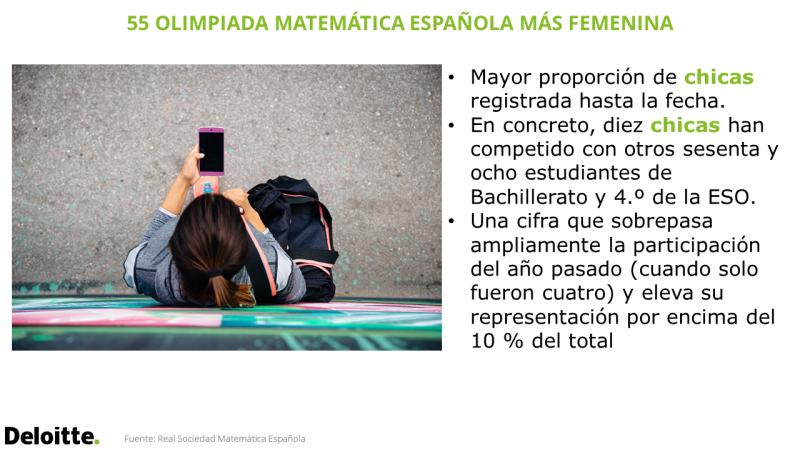 55 OLIMPIADA MATEMÁTICA ESPAÑOLA MÁS FEMENINA
• Mayor proporción de chicas
registrada hasta la fecha.
• En concreto, diez chicas han
competido con otros sesenta y
ocho estudiantes de
Bachillerato y 4.º de la ESO.
• Una cifra que sobrepasa
ampliamente la participación
del año pasado (cuando solo
fueron cuatro) y eleva su
representación por encima del
10 % del total
Deloitte.
Fuente: Real Sociedad Matemática Española